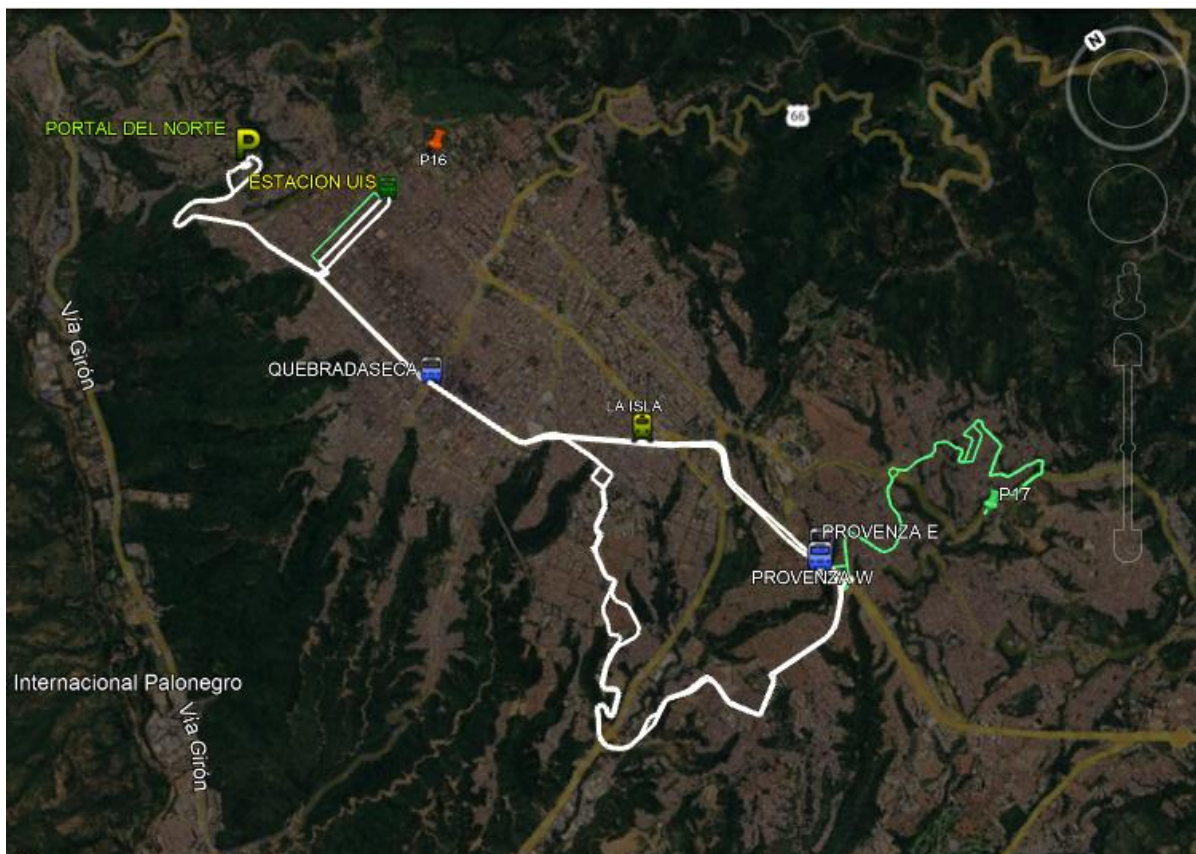 N
66
PORTAL DEL NORTE
P
P16
ESTACION UIS
Vía Girón
QUEBRADASECA
LA ISLA
P17
PROVENZA E
PROVENZA W
Internacional Palonegro
Vía Girón